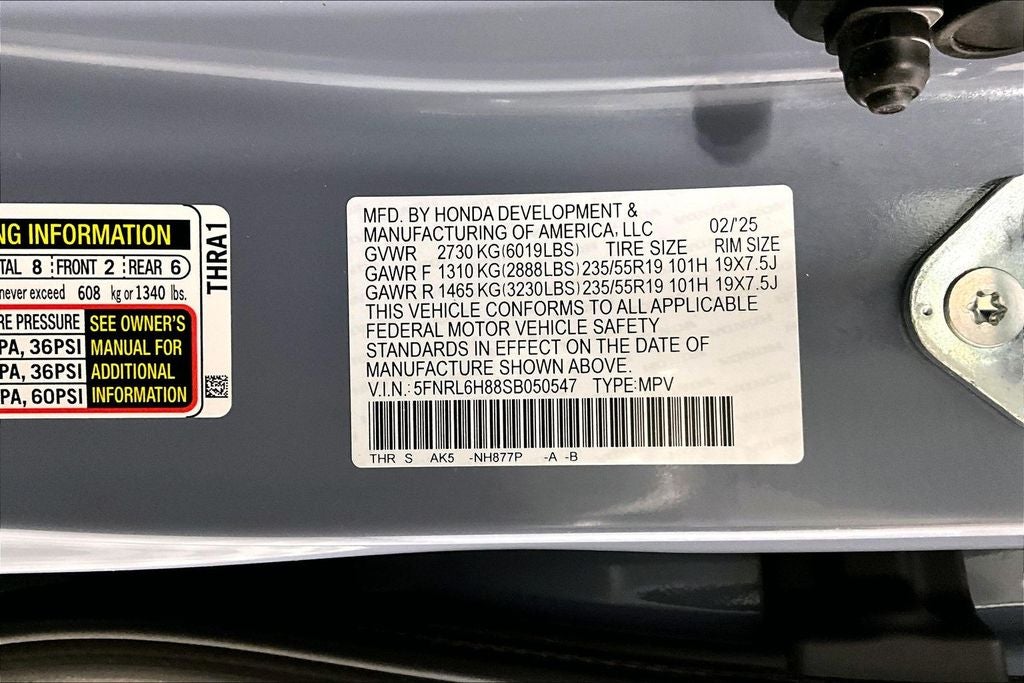 NG INFORMATION
TAL 8 FRONT 2 REAR 6
never exceed 608 kg or 1340 lbs.
RE PRESSURE
PA, 36PSI
PA, 36PSI
PA, 60PSI
SEE OWNER'S
MANUAL FOR
ADDITIONAL
INFORMATION
THRA1
MFD. BY HONDA DEVELOPMENT &
MANUFACTURING OF AMERICA, LLC 02/'25
GVWR 2730 KG(6019LBS) TIRE SIZE RIM SIZE
GAWR F 1310 KG(2888LBS) 235/55R19 101H 19X7.5J
GAWR R 1465 KG(3230LBS) 235/55R19 101H 19X7.5J
THIS VEHICLE CONFORMS TO ALL APPLICABLE
FEDERAL MOTOR VEHICLE SAFETY
STANDARDS IN EFFECT ON THE DATE OF
MANUFACTURE SHOWN ABOVE.
V.I.N.: 5FNRL6H88SB050547 TYPE:MPV
THR S AK5 -NH877P -A -B